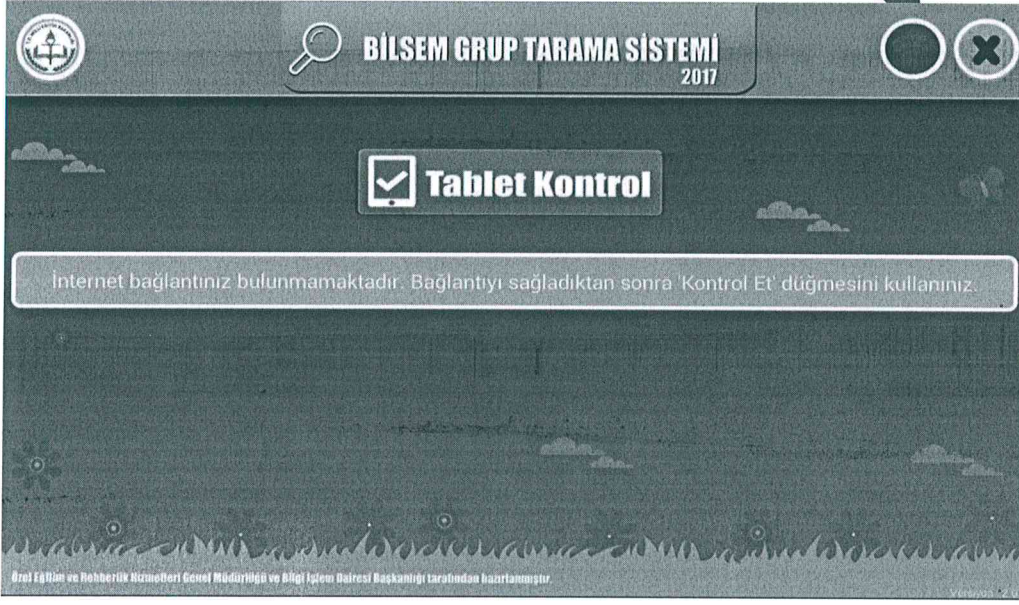 BİLSEM GRUP TARAMA SİSTEMİ
2017
Tablet Kontrol
İnternet bağlantınız bulunmamaktadır. Bağlantıyı sağladıktan sonra 'Kontrol Et' düğmesini kullanınız.
Özel Eğitim ve Rehberlik Hizmetleri Genel Müdürlüğü ve Bilgi İşlem Dairesi Başkanlığı tarafından hazırlanmıştır.